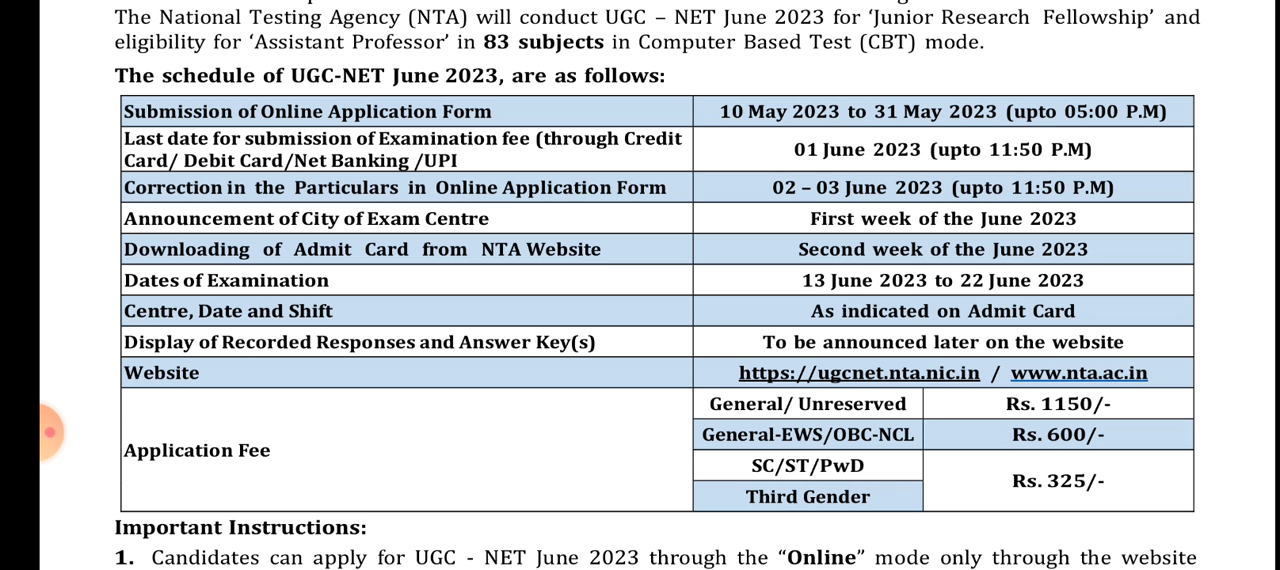 The National Testing Agency (NTA) will conduct UGC – NET June 2023 for ‘Junior Research Fellowship’ and
eligibility for ‘Assistant Professor’ in 83 subjects in Computer Based Test (CBT) mode.
The schedule of UGC-NET June 2023, are as follows:
Submission of Online Application Form 10 May 2023 to 31 May 2023 (upto 05:00 P.M)
Last date for submission of Examination fee (through Credit
Card/ Debit Card/Net Banking /UPI 01 June 2023 (upto 11:50 P.M)
Correction in the Particulars in Online Application Form 02 – 03 June 2023 (upto 11:50 P.M)
Announcement of City of Exam Centre First week of the June 2023
Downloading of Admit Card from NTA Website Second week of the June 2023
Dates of Examination 13 June 2023 to 22 June 2023
Centre, Date and Shift As indicated on Admit Card
Display of Recorded Responses and Answer Key(s) To be announced later on the website
Website https://ugcnet.nta.nic.in / www.nta.ac.in
Application Fee
General/ Unreserved Rs. 1150/-
General-EWS/OBC-NCL Rs. 600/-
SC/ST/PwD
Rs. 325/-
Third Gender
Important Instructions:
1. Candidates can apply for UGC - NET June 2023 through the “Online” mode only through the website